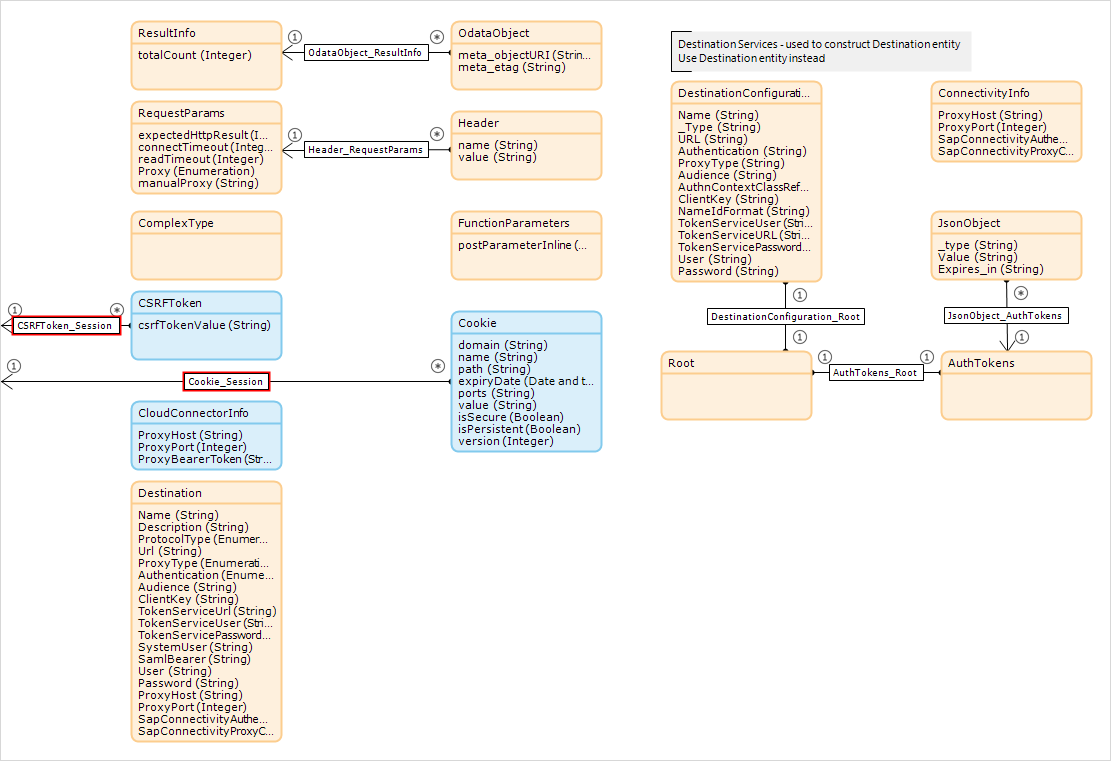 ResultInfo
totalCount (Integer)
1
OdataObject_ResultInfo
*
OdataObject
meta_objectURI (Strin...
meta_etag (String)
RequestParams
expectedHttpResult (I...
connectTimeout (Integ...
readTimeout (Integer)
Proxy (Enumeration)
manualProxy (String)
1
Header_RequestParams
*
Header
name (String)
value (String)
ComplexType
FunctionParameters
postParameterInline (...
1
CSRFToken_Session
*
CSRFToken
csrfTokenValue (String)
1
Cookie_Session
*
Cookie
domain (String)
name (String)
path (String)
expiryDate (Date and t...
ports (String)
value (String)
isSecure (Boolean)
isPersistent (Boolean)
version (Integer)
CloudConnectorInfo
ProxyHost (String)
ProxyPort (Integer)
ProxyBearerToken (Str...
Destination
Name (String)
Description (String)
ProtocolType (Enumer...
Url (String)
ProxyType (Enumerati...
Authentication (Enume...
Audience (String)
ClientKey (String)
TokenServiceUrl (String)
TokenServiceUser (Stri...
TokenServicePassword...
SystemUser (String)
SamlBearer (String)
User (String)
Password (String)
ProxyHost (String)
ProxyPort (Integer)
SapConnectivityAuthe...
SapConnectivityProxyC...
Destination Services - used to construct Destination entity
Use Destination entity instead
DestinationConfigurati...
Name (String)
_Type (String)
URL (String)
Authentication (String)
ProxyType (String)
Audience (String)
AuthnContextClassRef...
ClientKey (String)
NameIdFormat (String)
TokenServiceUser (Stri...
TokenServiceURL (Stri...
TokenServicePassword...
User (String)
Password (String)
ConnectivityInfo
ProxyHost (String)
ProxyPort (Integer)
SapConnectivityAuthe...
SapConnectivityProxyC...
JsonObject
_type (String)
Value (String)
Expires_in (String)
1
DestinationConfiguration_Root
1
*
JsonObject_AuthTokens
1
Root
1
AuthTokens_Root
1
AuthTokens